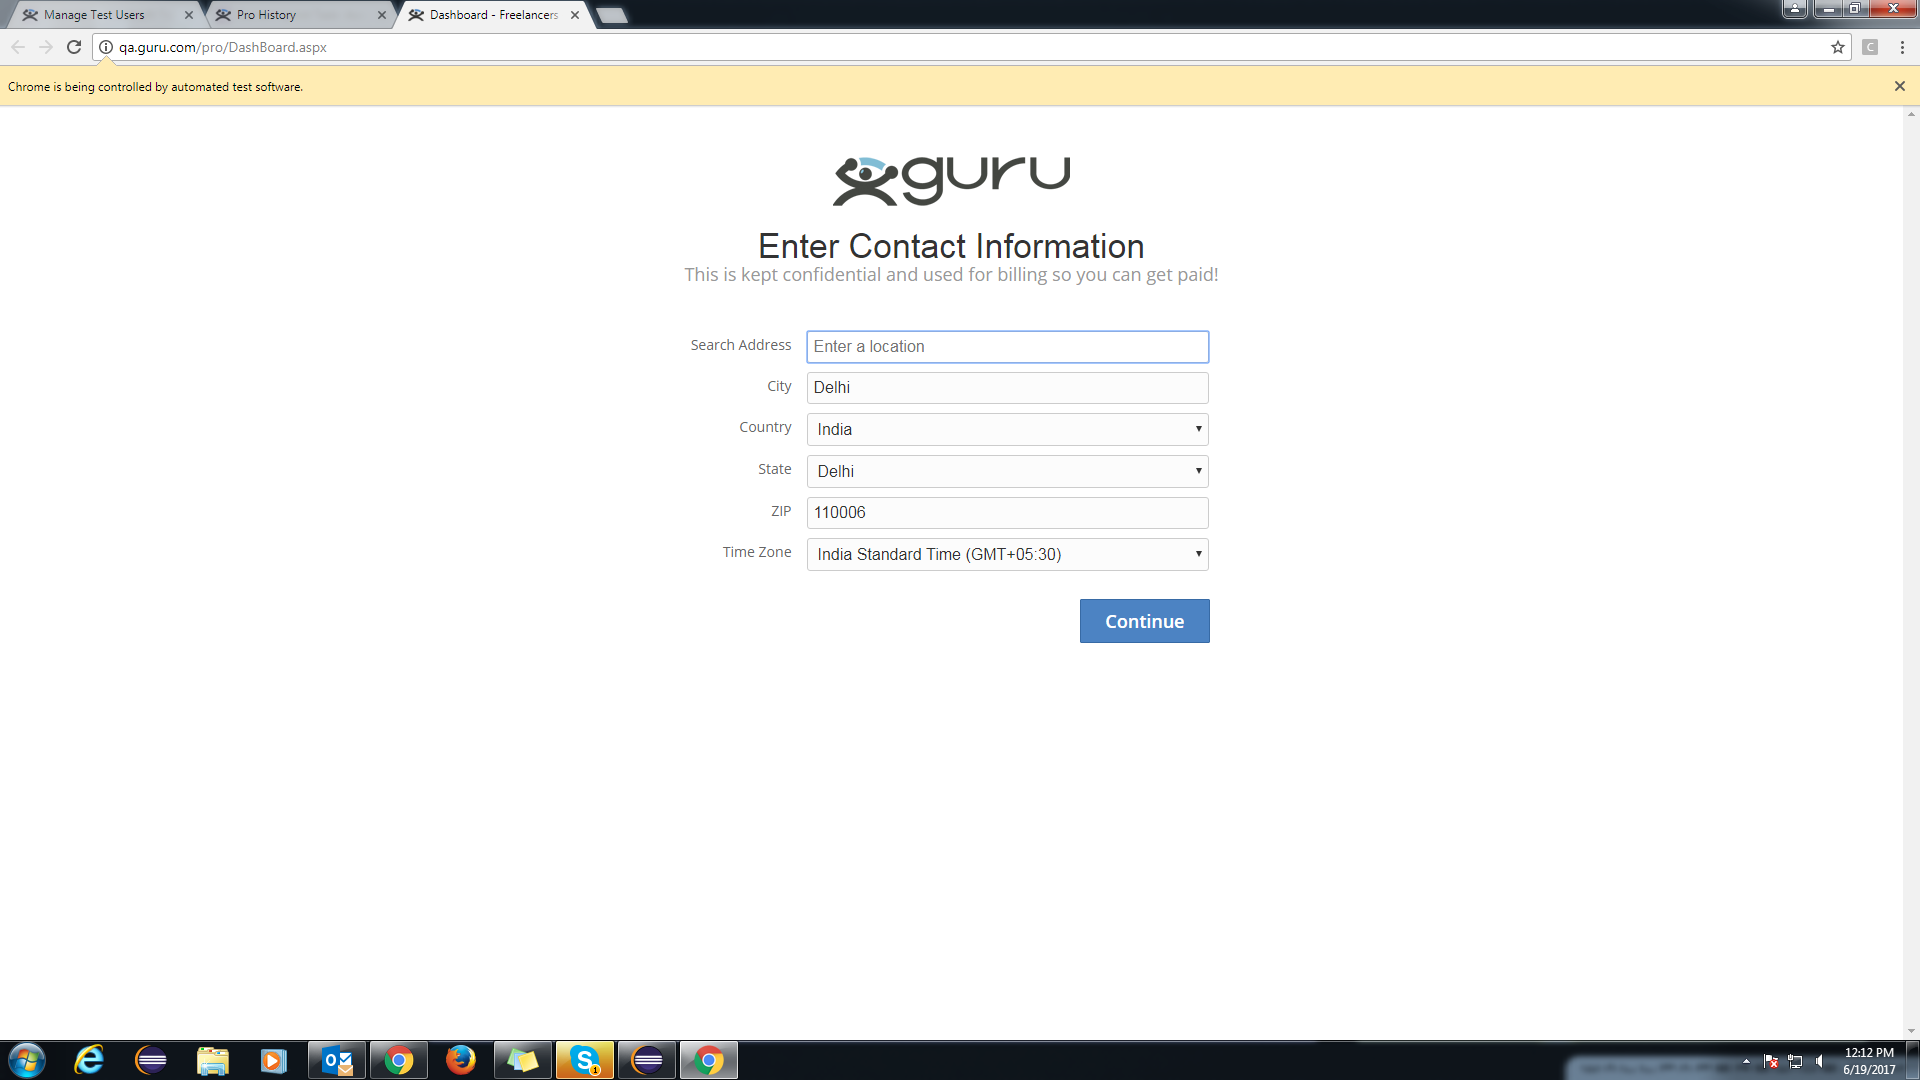 Manage Test Users
Pro History
Dashboard - Freelancers
qa.guru.com/pro/DashBoard.aspx
C
Chrome is being controlled by automated test software.
guru
Enter Contact Information
This is kept confidential and used for billing so you can get paid!
Search Address
Enter a location
City
Delhi
Country
India
State
Delhi
ZIP
110006
Time Zone
India Standard Time (GMT+05:30)
Continue
1
12:12 PM
6/19/2017